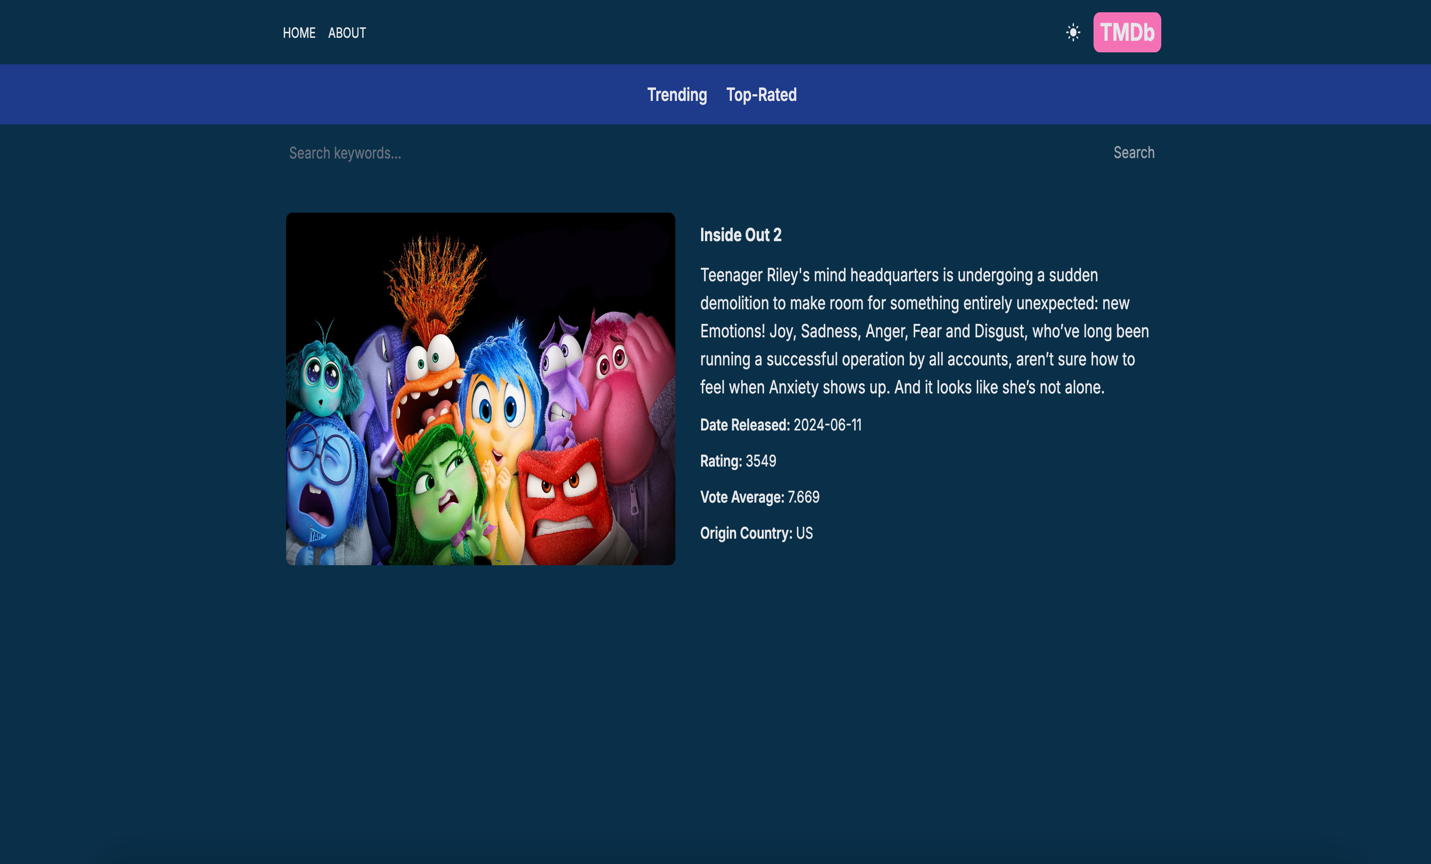 HOME ABOUT TMDb
Trending Top-Rated
Search keywords... Search
Inside Out 2
Teenager Riley's mind headquarters is undergoing a sudden
demolition to make room for something entirely unexpected: new
Emotions! Joy, Sadness, Anger, Fear and Disgust, who’ve long been
running a successful operation by all accounts, aren’t sure how to
feel when Anxiety shows up. And it looks like she’s not alone.
Date Released: 2024-06-11
Rating: 3549
Vote Average: 7.669
Origin Country: US